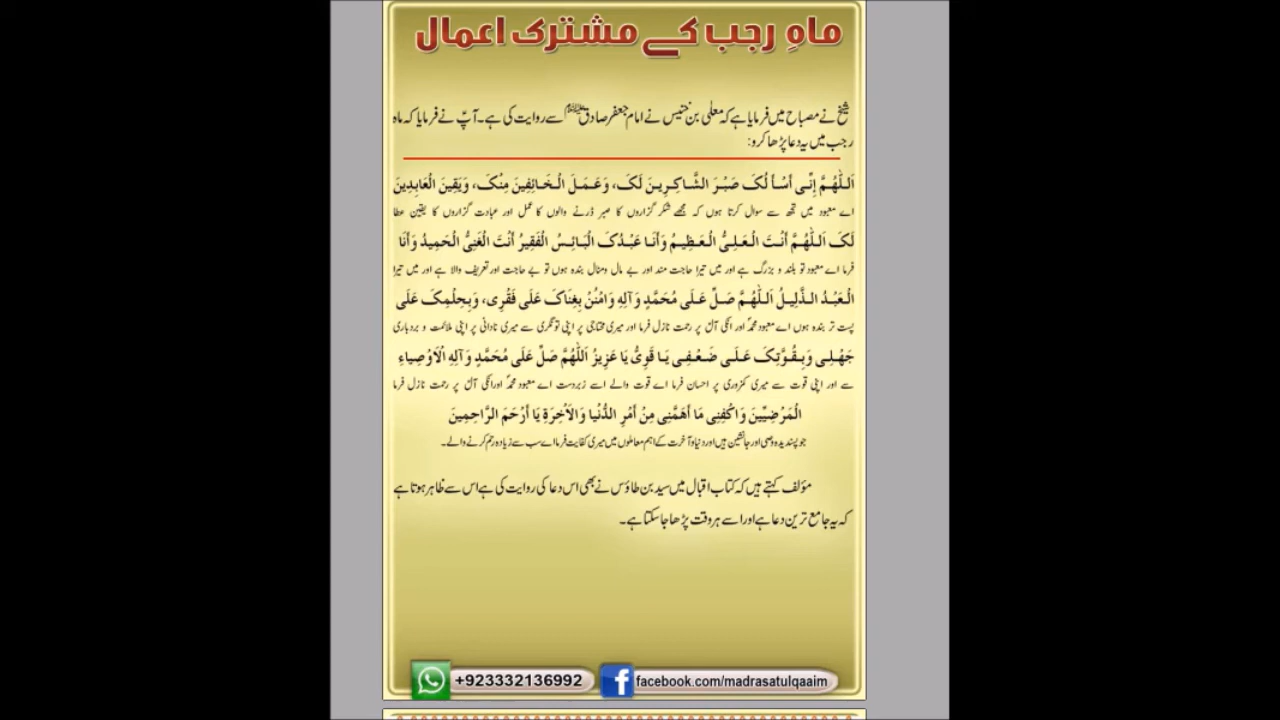 ماہِ رجب کے مشترک اعمال
شیخ نے مصباح میں فرمایا ہے کہ معلٰی بن خنیس نے امام جعفر صادق سے روایت کی ہے۔ آپؑ نے فرمایا کہ ماہ
رجب میں یہ دعا پڑھا کرو:
اَللّٰهُمَّ إِنِّی أَسْأَلُکَ صَبْرَ الشَّاکِرِینَ لَکَ، وَعَمَلَ الْخَائِفِینَ مِنْکَ، وَیَقِینَ الْعَابِدِینَ
اے معبود میں تجھ سے سوال کرتا ہوں کہ مجھے شکر گزاروں کا صبر ڈرنے والوں کا عمل اور عبادت گزاروں کا یقین عطا
لَکَ اَللّٰهُمَّ أَنْتَ الْعَلِیُّ الْعَظِیمُ وَأَنَا عَبْدُکَ الْبَائِسُ الْفَقِیرُ أَنْتَ الْغَنِیُّ الْحَمِیدُ وَأَنَا
فرما اے معبود تو بلند و بزرگ ہے اور میں تیرا حاجت مند اور بے مال ومنال بندہ ہوں تو بے حاجت اور تعریف والا ہے اور میں تیرا
الْعَبْدُ الذَّلِیلُ اَللّٰهُمَّ صَلِّ عَلَی مُحَمَّدٍ وَآلِهِ وَامْنُنْ بِغِنَاکَ عَلَی فَقْرِی، وَبِحِلْمِکَ عَلَی
پست تر بندہ ہوں اے معبود محمدؐ اور انکی آلؑ پر رحمت نازل فرما اور میری محتاجی پر اپنی تونگری سے میری نادانی پر اپنی ملائمت و بردباری
جَهْلِی وَبِقُوَّتِکَ عَلَی ضَعْفِی یَا قَوِیُّ یَا عَزِیزُ اَللّٰهُمَّ صَلِّ عَلَی مُحَمَّدٍ وَآلِهِ الْاَوْصِیاءِ
سے اور اپنی قوت سے میری کمزوری پر احسان فرما اے قوت والے اسے زبردست اے معبود محمدؐ اور انکی آلؑ پر رحمت نازل فرما
الْمَرْضِیِّینَ وَاکْفِنِی مَا أَهَمَّنِی مِنْ أَمْرِ الدُّنْیا وَالْاَخِرَةِ یَا أَرْحَمَ الرَّاحِمِینَ
جو پسندیدہ وصی اور جانشین ہیں اور دنیا و آخرت کے اہم معاملوں میں میری کفایت فرما اے سب سے زیادہ رحم کرنے والے۔
مؤلف کہتے ہیں کہ کتاب اقبال میں سید بن طاؤس نے بھی اس دعا کی روایت کی ہے اس سے ظاہر ہوتا ہے
کہ یہ جامع ترین دعا ہے اور اسے ہر وقت پڑھا جا سکتا ہے۔
+923332136992
facebook.com/madrasatulqaaim